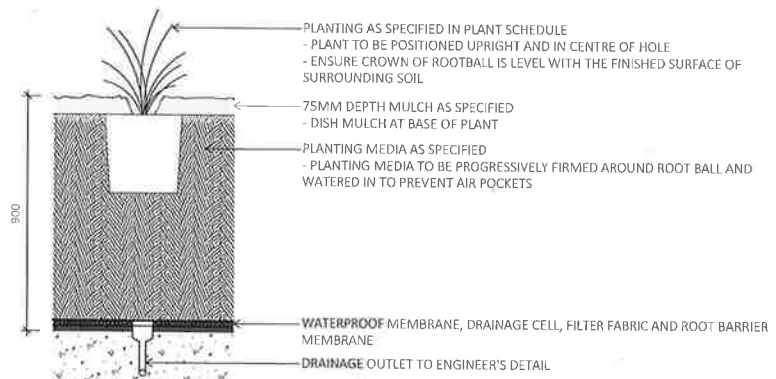 PLANTING AS SPECIFIED IN PLANT SCHEDULE
- PLANT TO BE POSITIONED UPRIGHT AND IN CENTRE OF HOLE
- ENSURE CROWN OF ROOTBALL IS LEVEL WITH THE FINISHED SURFACE OF
SURROUNDING SOIL
75MM DEPTH MULCH AS SPECIFIED
- DISH MULCH AT BASE OF PLANT
PLANTING MEDIA AS SPECIFIED
- PLANTING MEDIA TO BE PROGRESSIVELY FIRMED AROUND ROOT BALL AND
WATERED IN TO PREVENT AIR POCKETS
900
WATERPROOF MEMBRANE, DRAINAGE CELL, FILTER FABRIC AND ROOT BARRIER
MEMBRANE
DRAINAGE OUTLET TO ENGINEER'S DETAIL